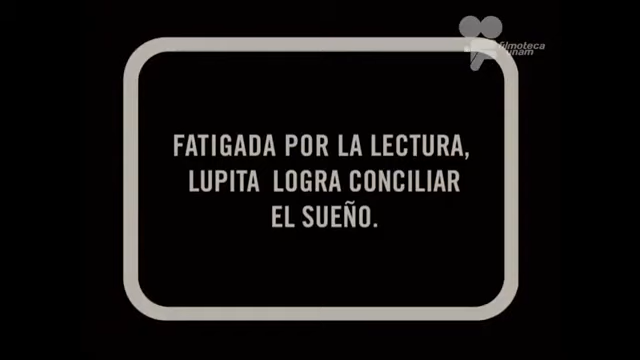 filmoteca
unam
FATIGADA POR LA LECTURA,
LUPITA LOGRA CONCILIAR
EL SUEÑO.